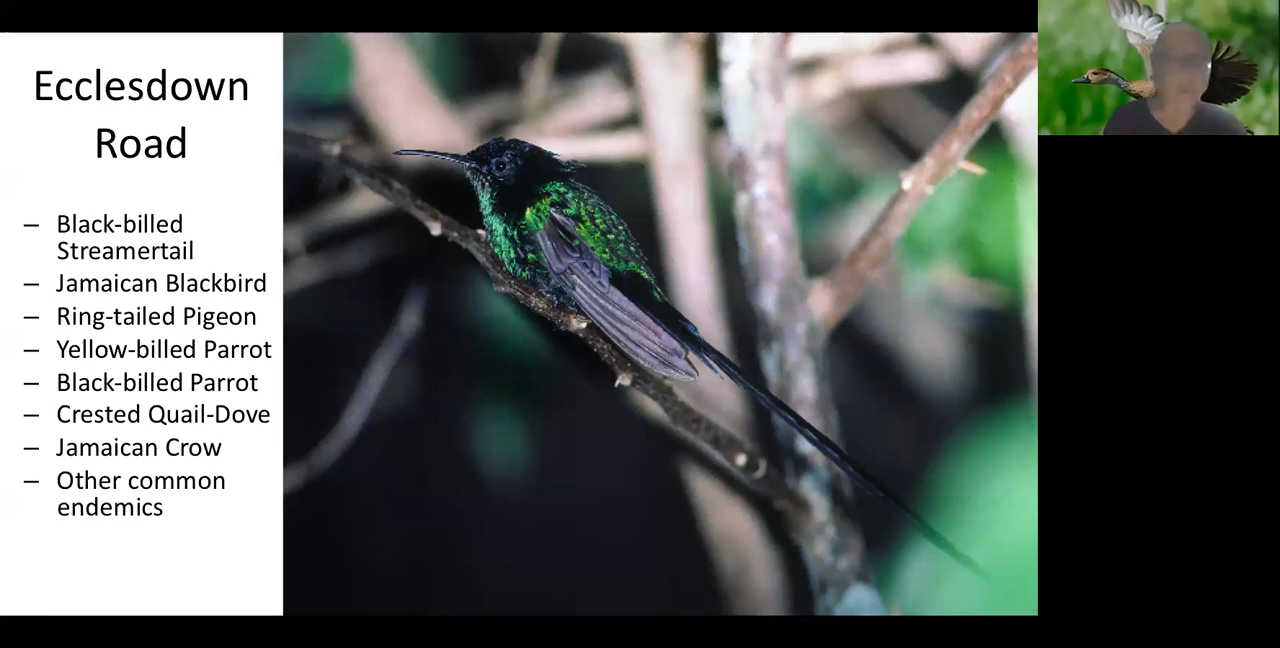 Ecclesdown
Road
– Black-billed
Streamertail
– Jamaican Blackbird
– Ring-tailed Pigeon
– Yellow-billed Parrot
– Black-billed Parrot
– Crested Quail-Dove
– Jamaican Crow
– Other common
endemics